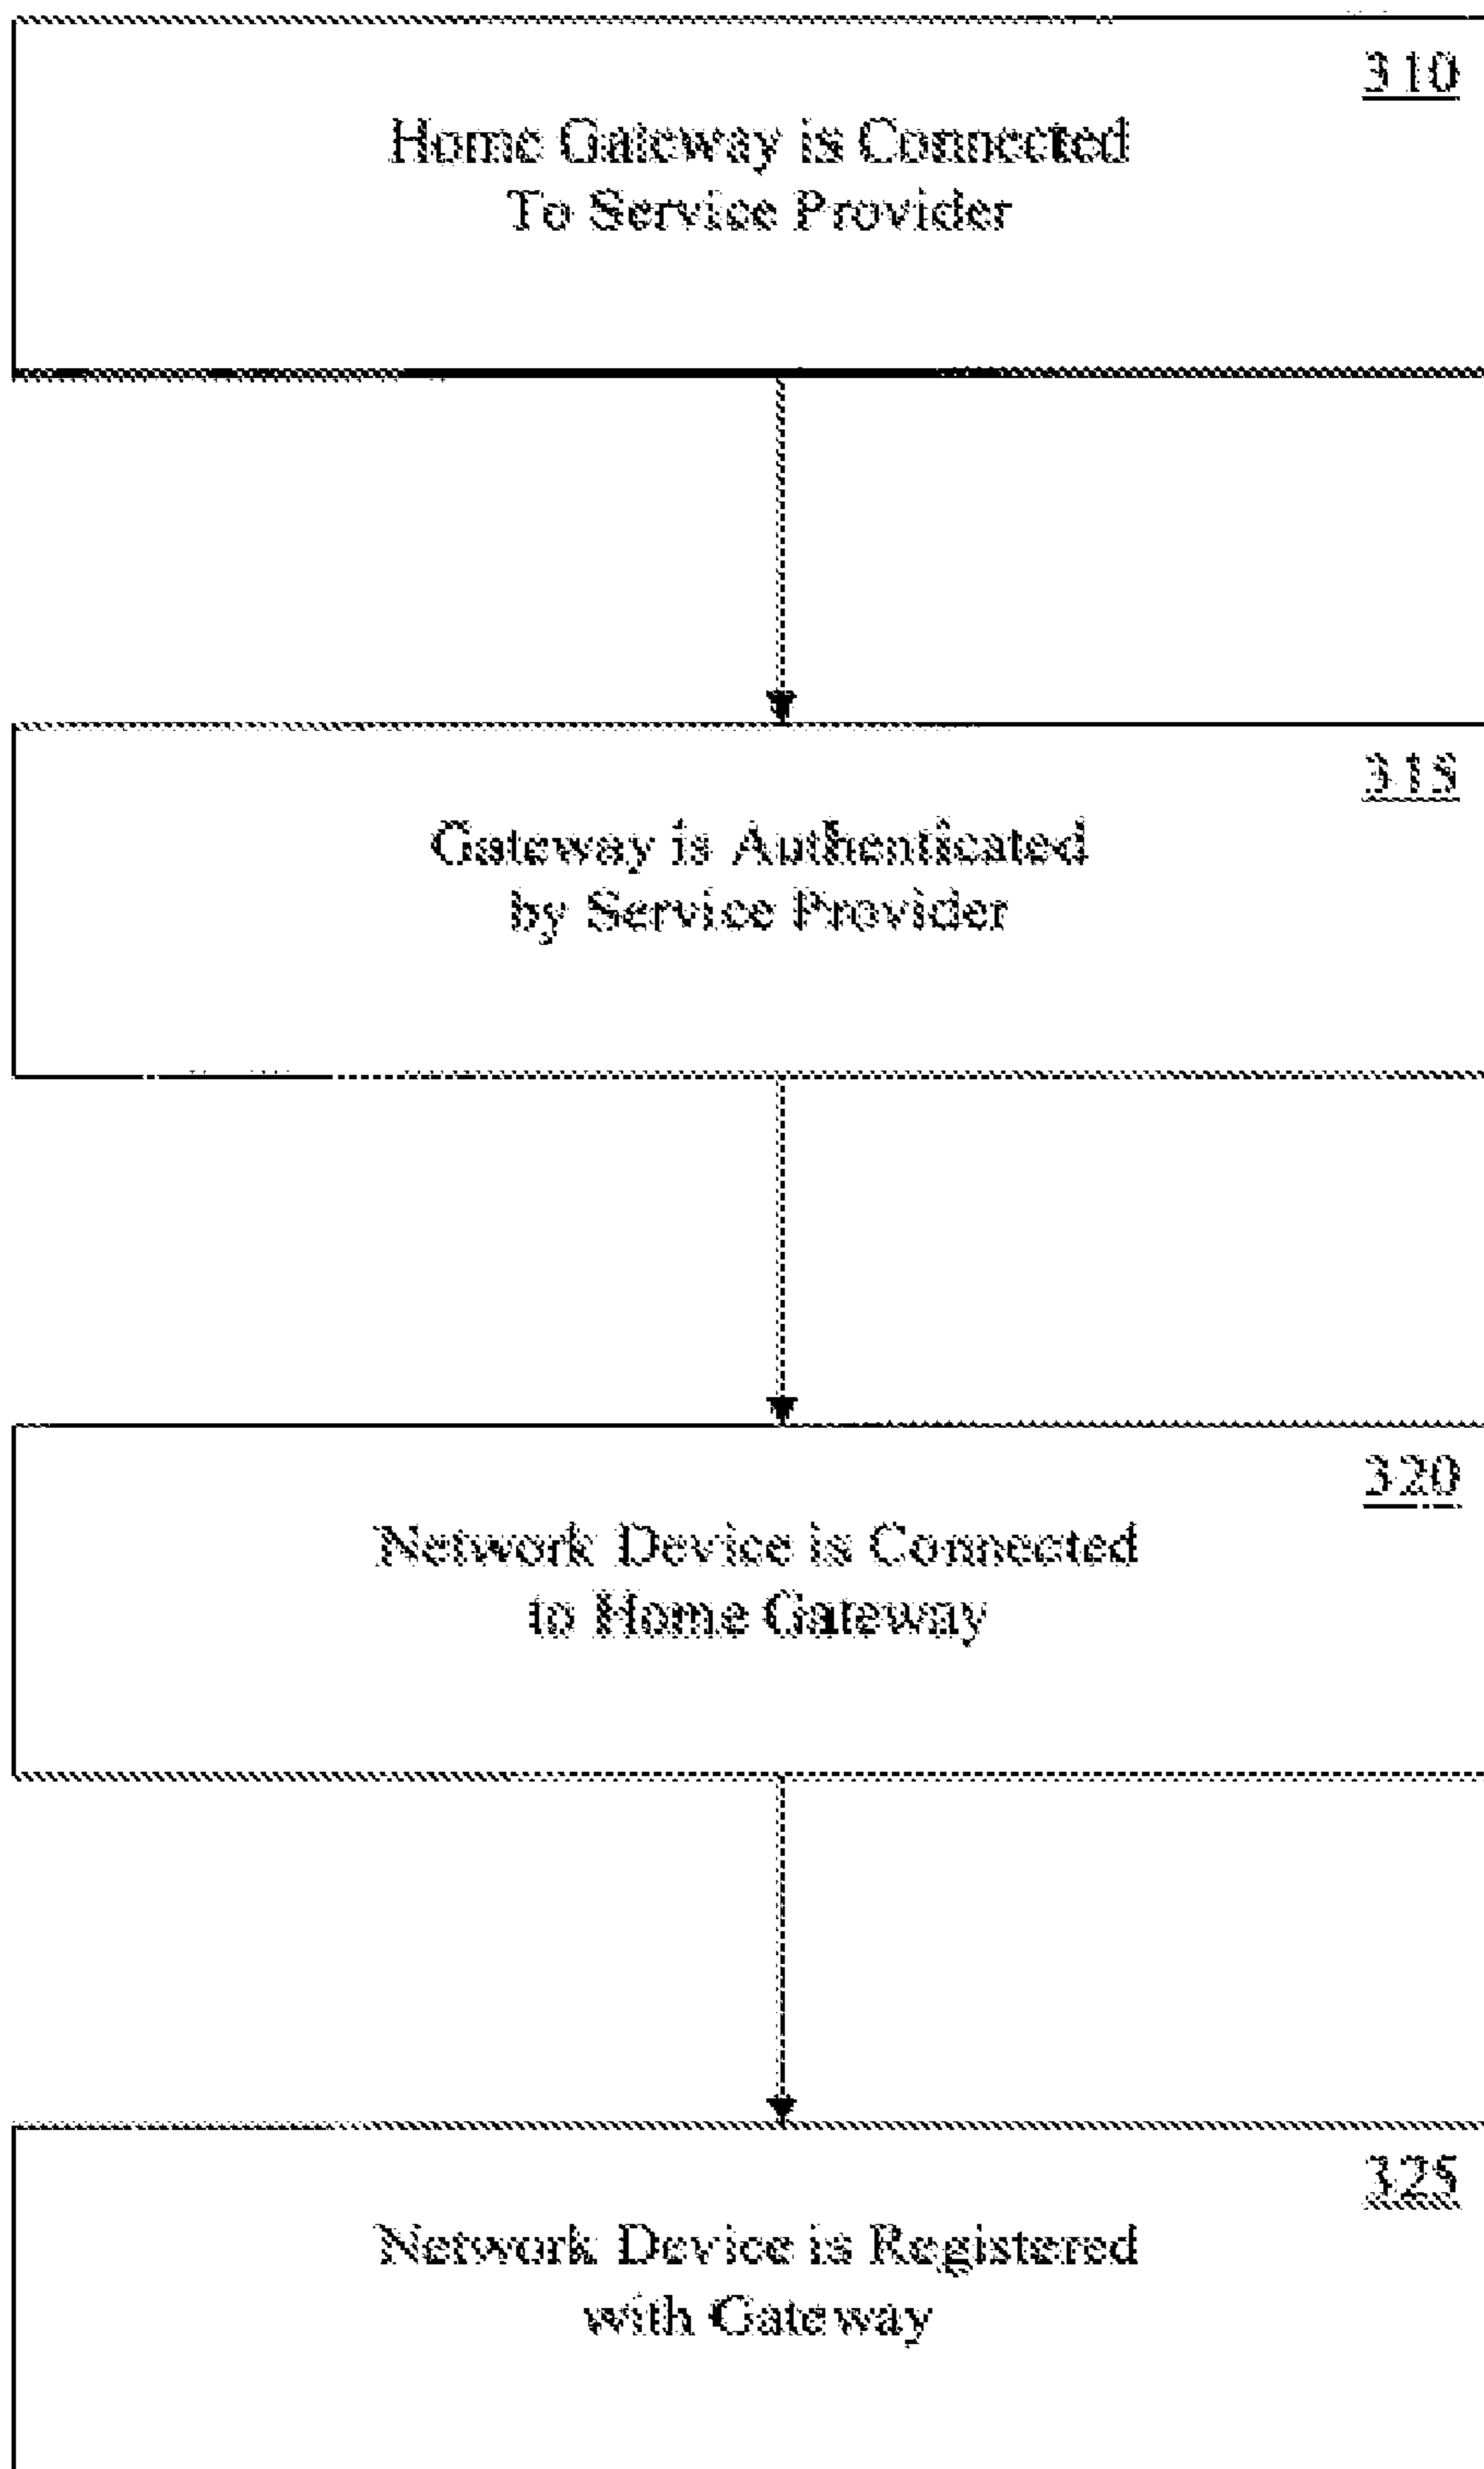 310
Home Gateway is Connected
To Service Provider
315
Gateway is Authenticated
by Service Provider
320
Network Device is Connected
to Home Gateway
325
Network Device is Registered
with Gateway